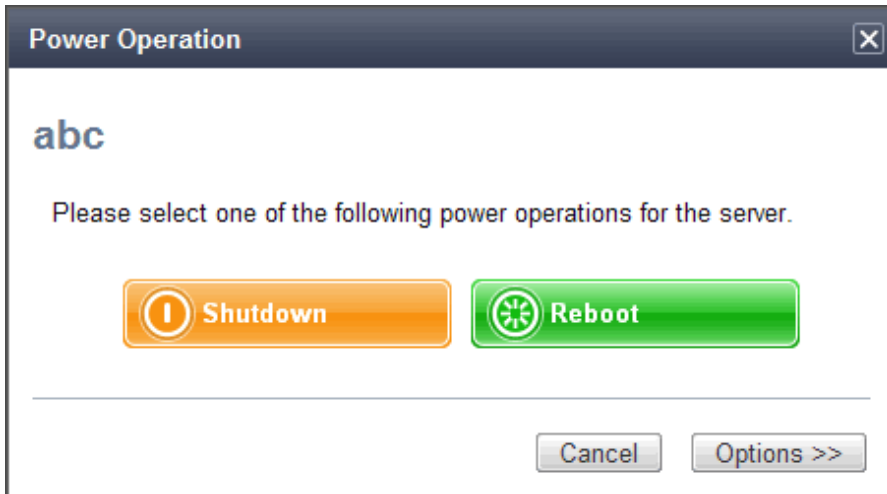 Power Operation
abc
Please select one of the following power operations for the server.
Shutdown Reboot
Cancel Options >>